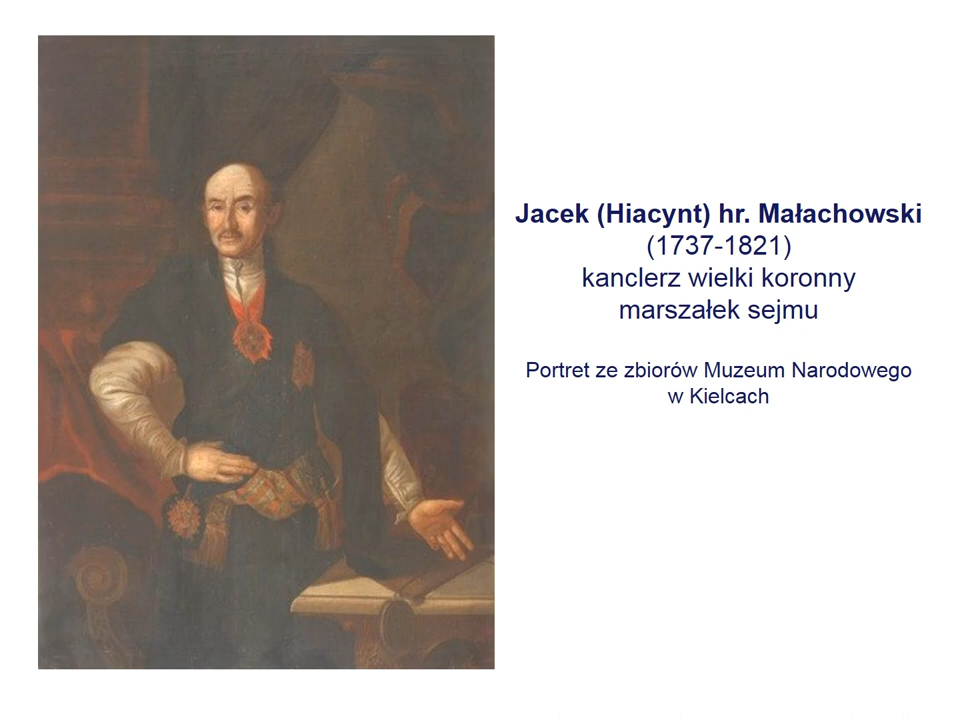 Jacek (Hiacynt) hr. Małachowski
(1737-1821)
kanclerz wielki koronny
marszałek sejmu
Portret ze zbiorów Muzeum Narodowego
w Kielcach